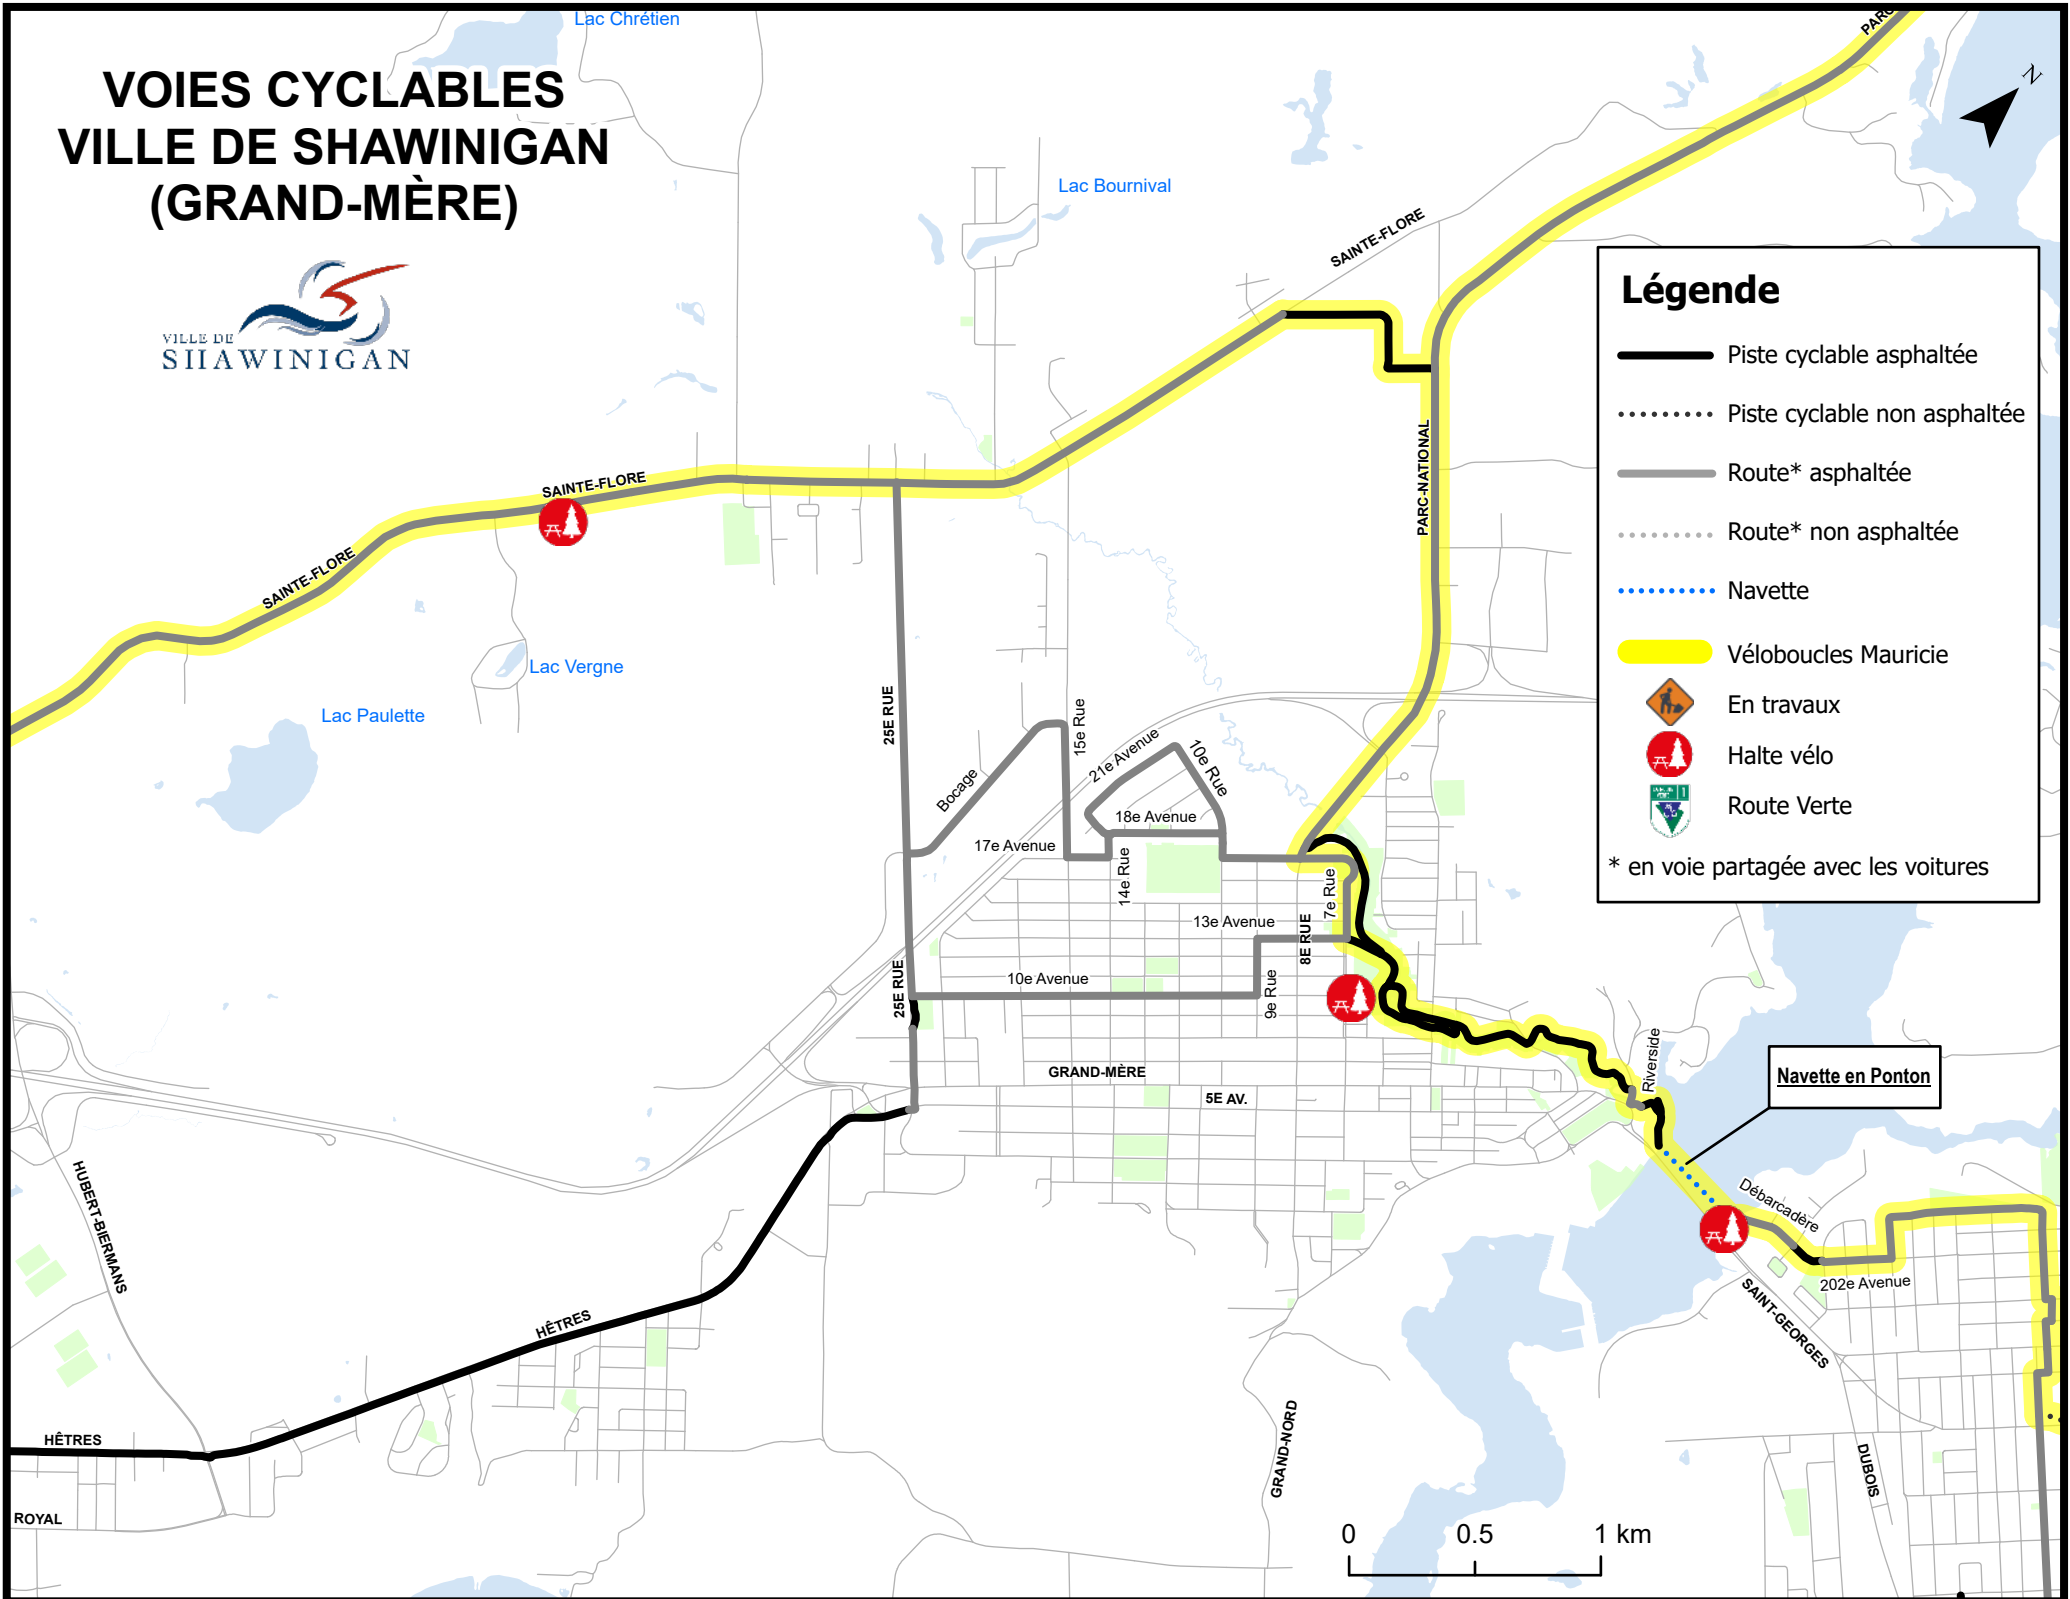 Lac Chrétien
PARC
VOIES CYCLABLES
VILLE DE SHAWINIGAN
(GRAND-MÈRE)
N
Lac Bournival
SAINTE-FLORE
VILLE DE
SHAWINIGAN
Légende
Piste cyclable asphaltée
Piste cyclable non asphaltée
Route* asphaltée
Route* non asphaltée
Navette
Véloboucles Mauricie
En travaux
Halte vélo
1
Route Verte
* en voie partagée avec les voitures
PARC-NATIONAL
SAINTE-FLORE
SAINTE-FLORE
Lac Vergne
Lac Paulette
25E RUE
15e Rue
21e Avenue
10e Rue
Bocage
18e Avenue
17e Avenue
14e Rue
7e Rue
13e Avenue
8E RUE
10e Avenue
9e Rue
25E RUE
Riverside
GRAND-MÈRE
5E AV.
Navette en Ponton
HUBERT-BIERMANS
Débarcadère
202e Avenue
SAINT-GEORGES
HÊTRES
HÊTRES
GRAND-NORD
DUBOIS
ROYAL
0 0.5 1 km